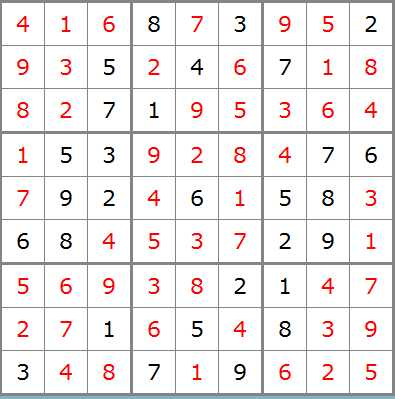 4 1 6 8 7 3 9 5 2
9 3 5 2 4 6 7 1 8
8 2 7 1 9 5 3 6 4
1 5 3 9 2 8 4 7 6
7 9 2 4 6 1 5 8 3
6 8 4 5 3 7 2 9 1
5 6 9 3 8 2 1 4 7
2 7 1 6 5 4 8 3 9
3 4 8 7 1 9 6 2 5